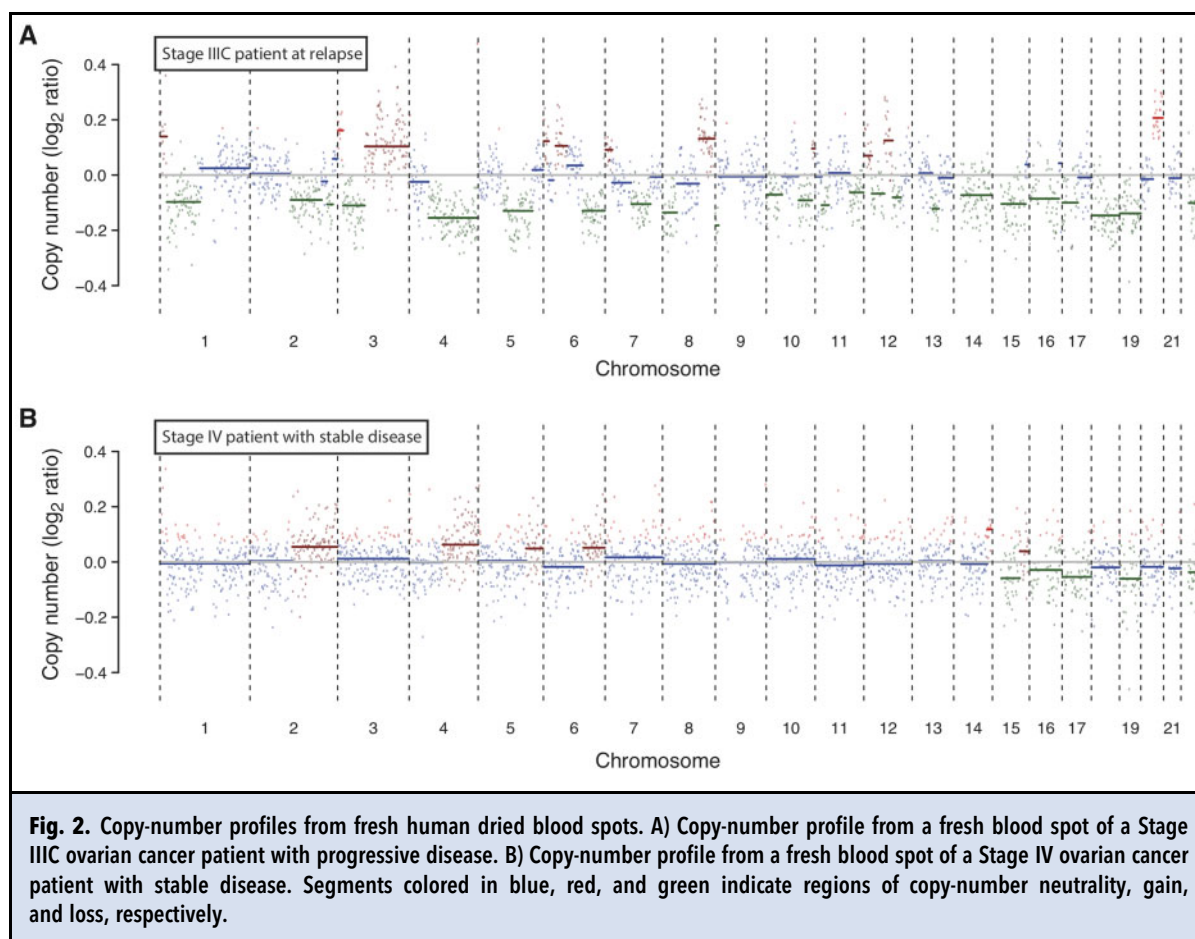 A
Stage IIIC patient at relapse
Copy number (log2 ratio)
0.4
0.2
0.0
−0.2
−0.4
1 2 3 4 5 6 7 8 9 10 11 12 13 14 15 16 17 19 21
Chromosome
B
Stage IV patient with stable disease
Copy number (log2 ratio)
0.4
0.2
0.0
−0.2
−0.4
1 2 3 4 5 6 7 8 9 10 11 12 13 14 15 16 17 19 21
Chromosome
Fig. 2. Copy-number profiles from fresh human dried blood spots. A) Copy-number profile from a fresh blood spot of a Stage
IIIC ovarian cancer patient with progressive disease. B) Copy-number profile from a fresh blood spot of a Stage IV ovarian cancer
patient with stable disease. Segments colored in blue, red, and green indicate regions of copy-number neutrality, gain,
and loss, respectively.